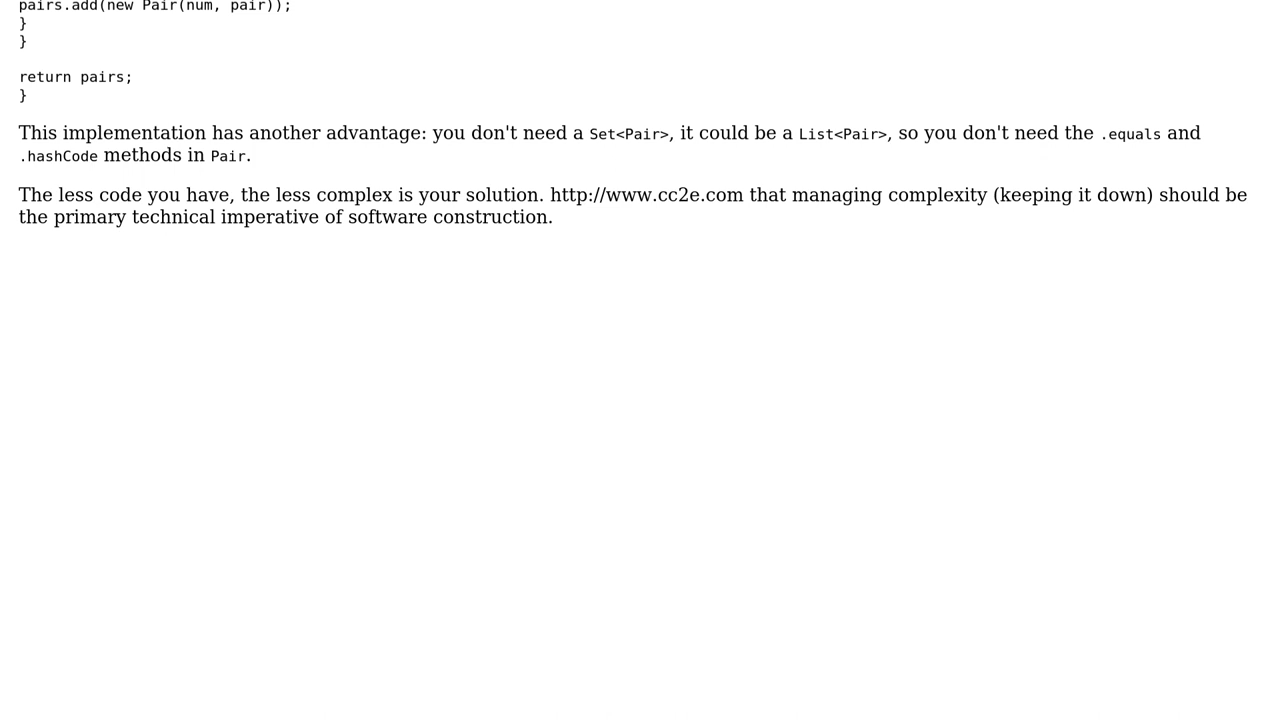 pairs.add(new Pair(num, pair));
}
}
return pairs;
}
This implementation has another advantage: you don't need a Set<Pair>, it could be a List<Pair>, so you don't need the .equals and
.hashCode methods in Pair.
The less code you have, the less complex is your solution. http://www.cc2e.com that managing complexity (keeping it down) should be
the primary technical imperative of software construction.